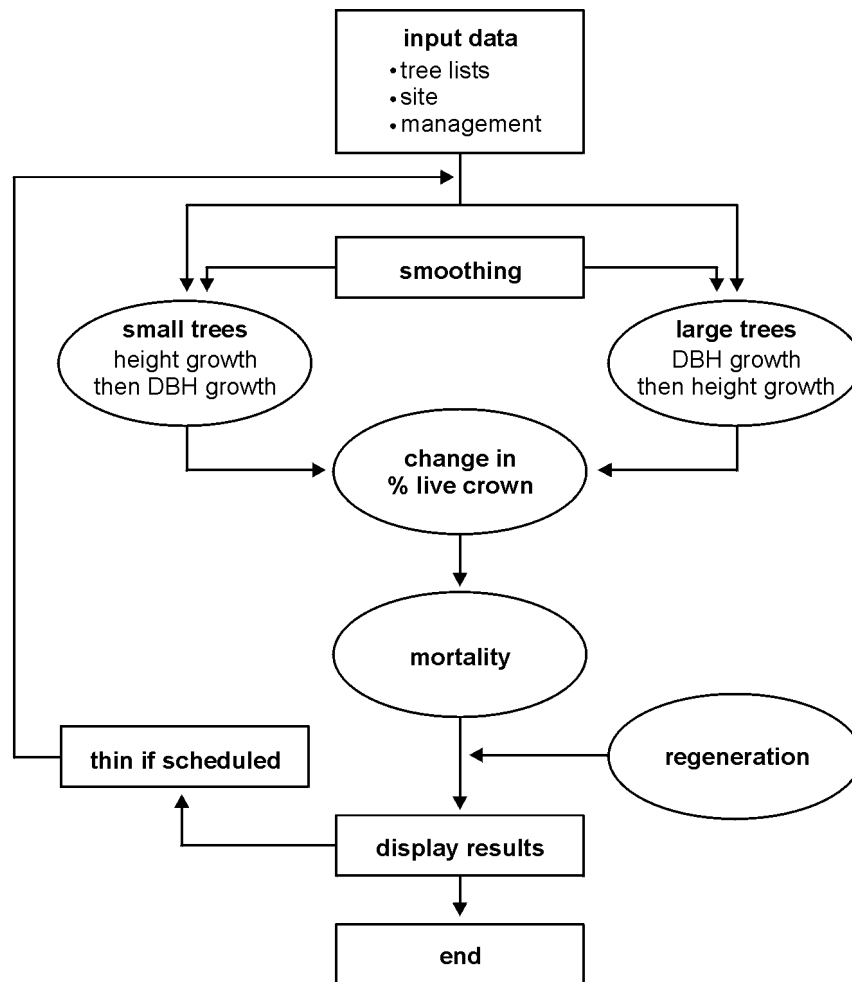 input data
• tree lists
• site
• management
smoothing
small trees
height growth
then DBH growth
large trees
DBH growth
then height growth
change in
% live crown
mortality
regeneration
thin if scheduled
display results
end